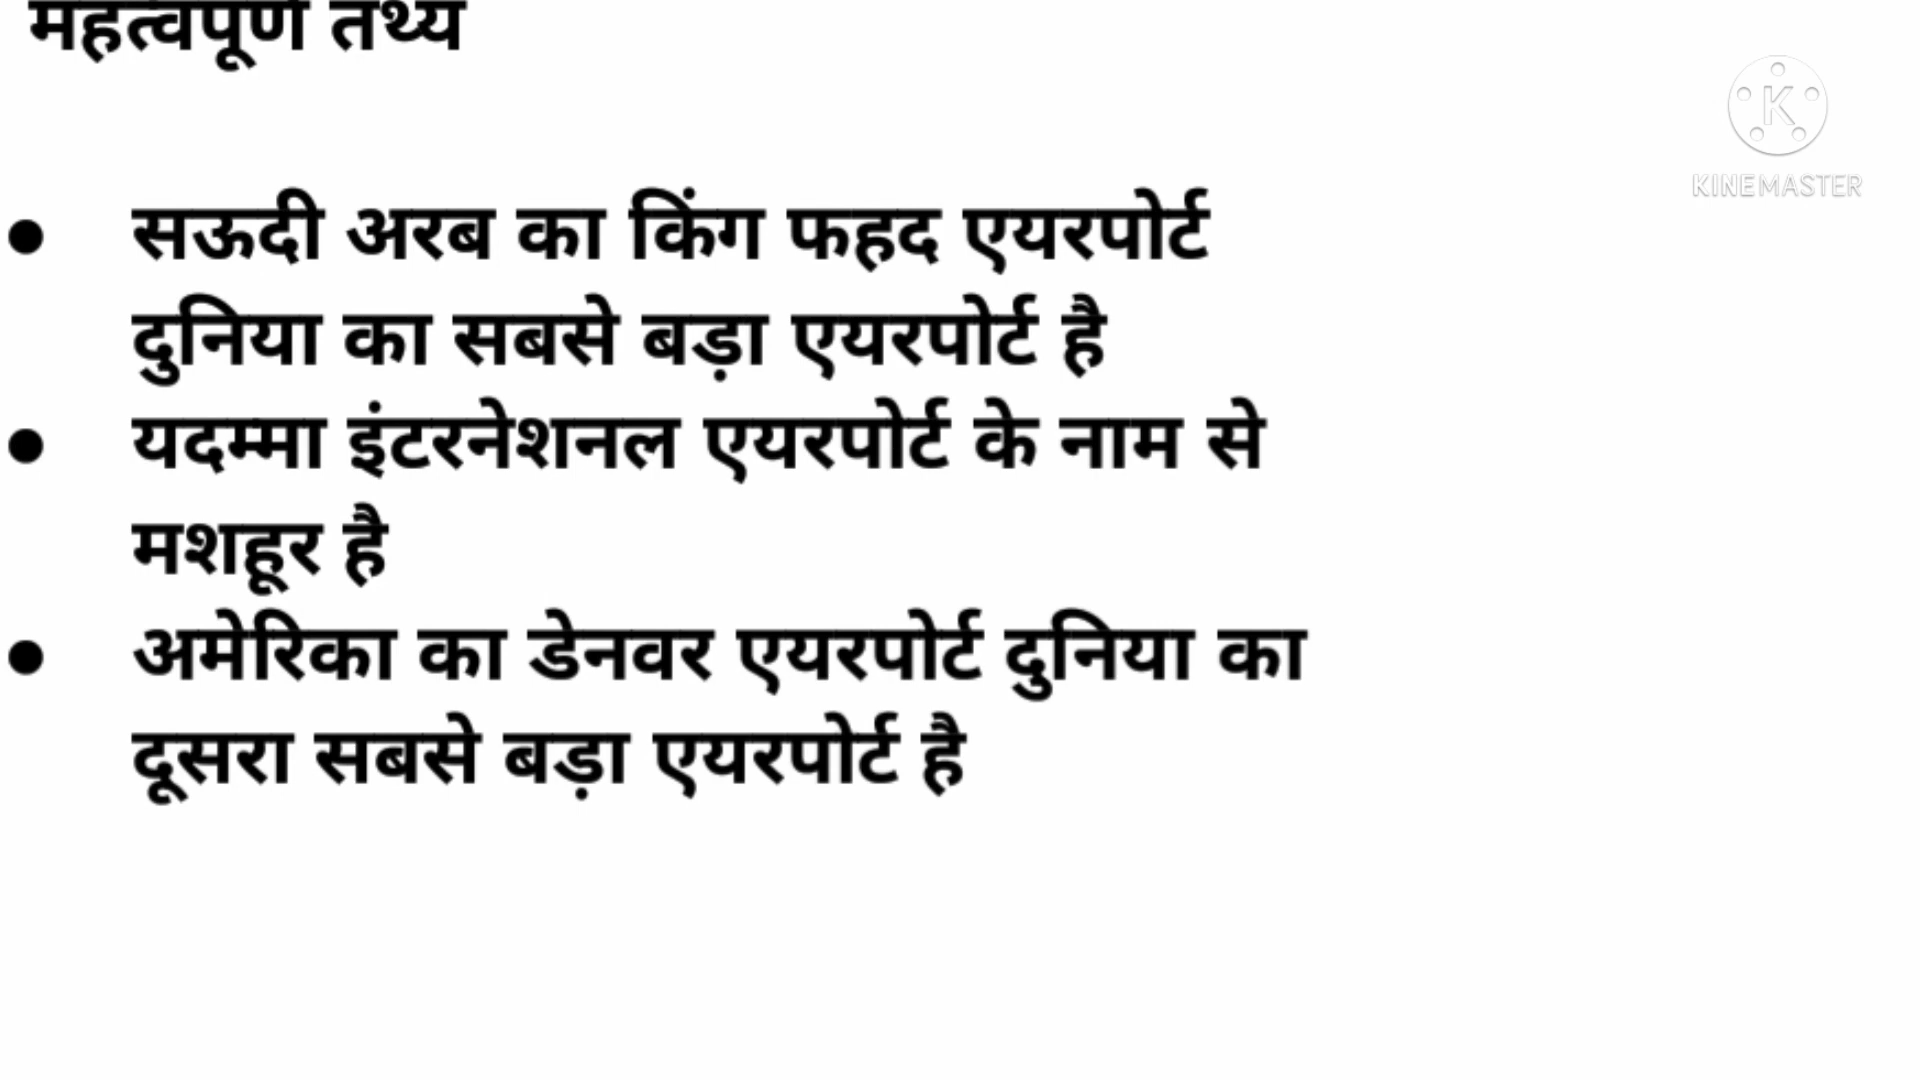 महत्वपूर्ण तथ्य
KINEMASTER
• सऊदी अरब का किंग फहद एयरपोर्ट
दुनिया का सबसे बड़ा एयरपोर्ट है
• यदम्मा इंटरनेशनल एयरपोर्ट के नाम से
मशहूर है
• अमेरिका का डेनवर एयरपोर्ट दुनिया का
दूसरा सबसे बड़ा एयरपोर्ट है